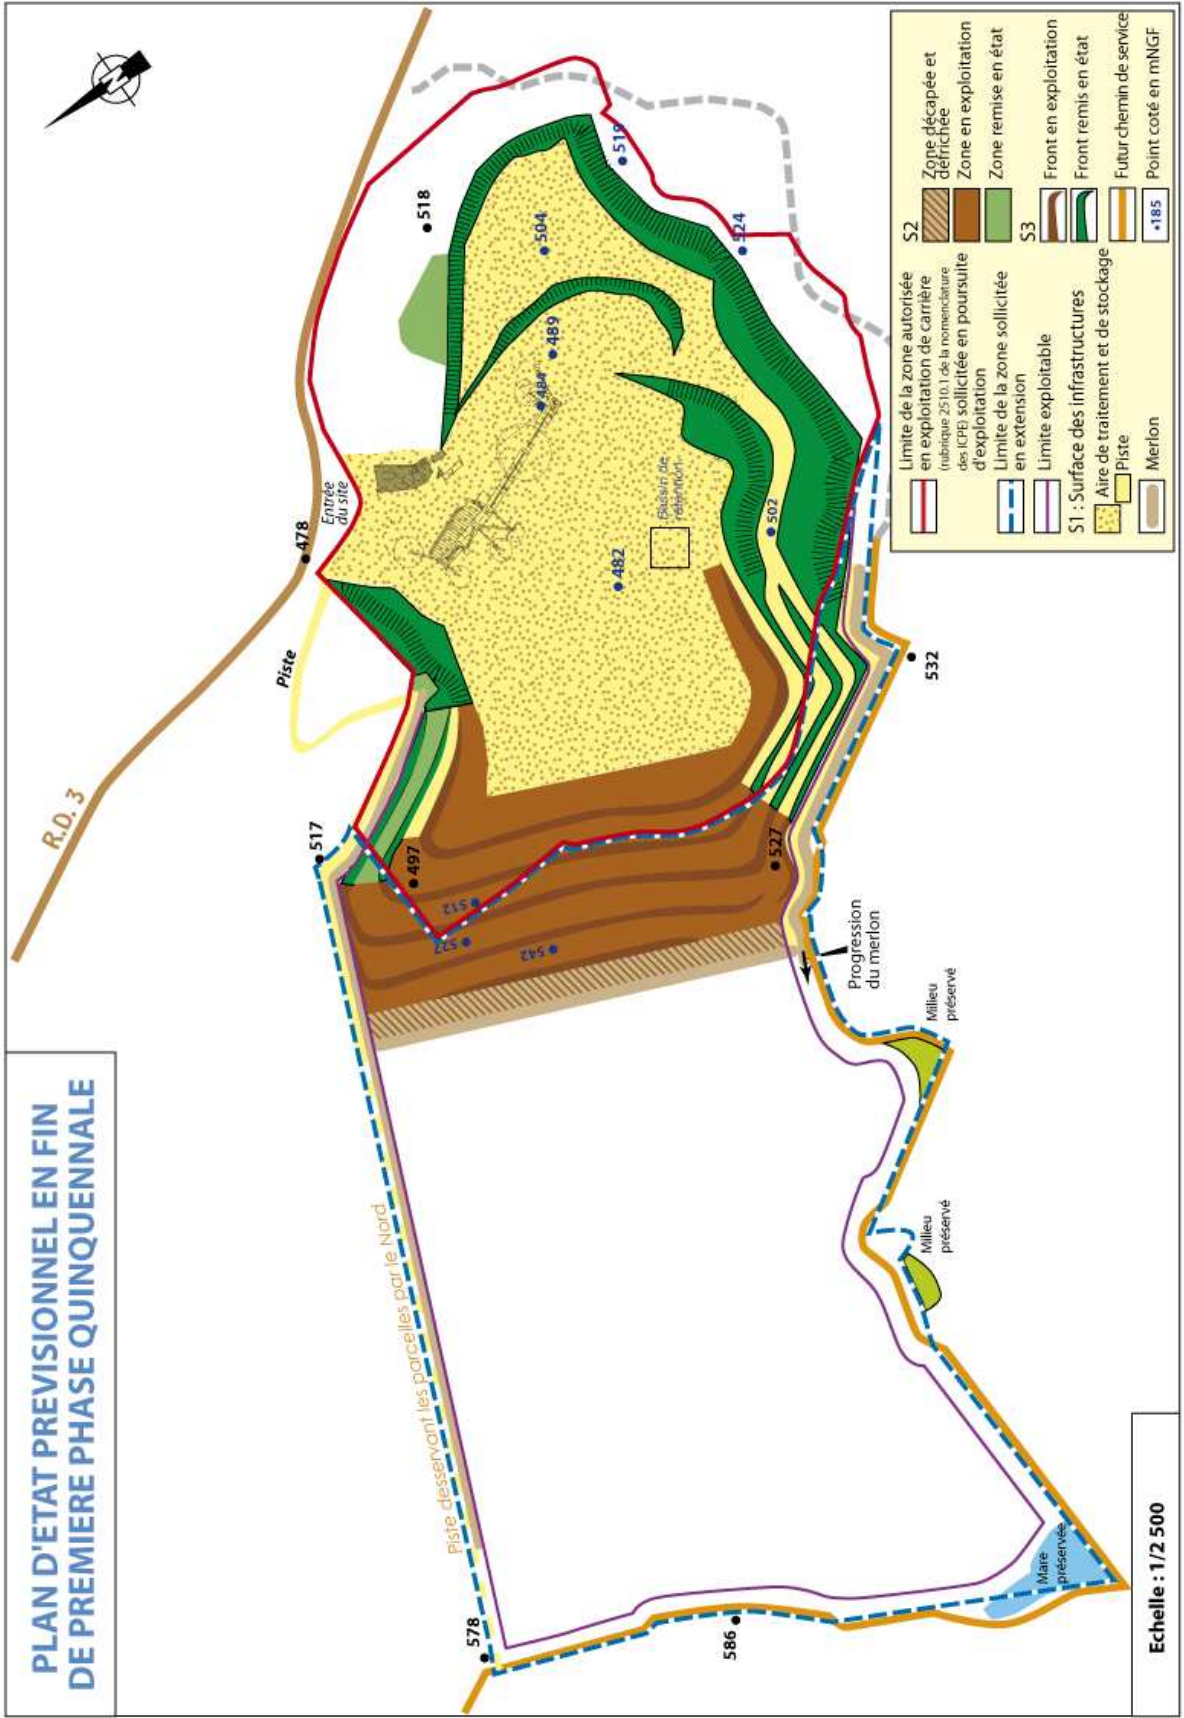 PLAN D'ETAT PREVISIONNEL EN FIN
DE PREMIERE PHASE QUINQUENNALE
N
R.D. 3
Piste
478
Entrée
du site
518
517
497
512
527
542
527
482
484
489
504
519
524
502
Bassin de
rétention
532
Progression
du merlon
Milieu
préservé
Milieu
préservé
Piste desservant les parcelles par le Nord
578
586
Mare
préservée
Echelle : 1/2 500
Limite de la zone autorisée
en exploitation de carrière
(rubrique 2510.1 de la nomenclature
des ICPE) sollicitée en poursuite
d'exploitation
Limite de la zone sollicitée
en extension
Limite exploitable
S1 : Surface des infrastructures
Aire de traitement et de stockage
Piste
Merlon
S2
Zone décapée et
défrichée
Zone en exploitation
Zone remise en état
S3
Front en exploitation
Front remis en état
Futur chemin de service
185
Point coté en mNGF